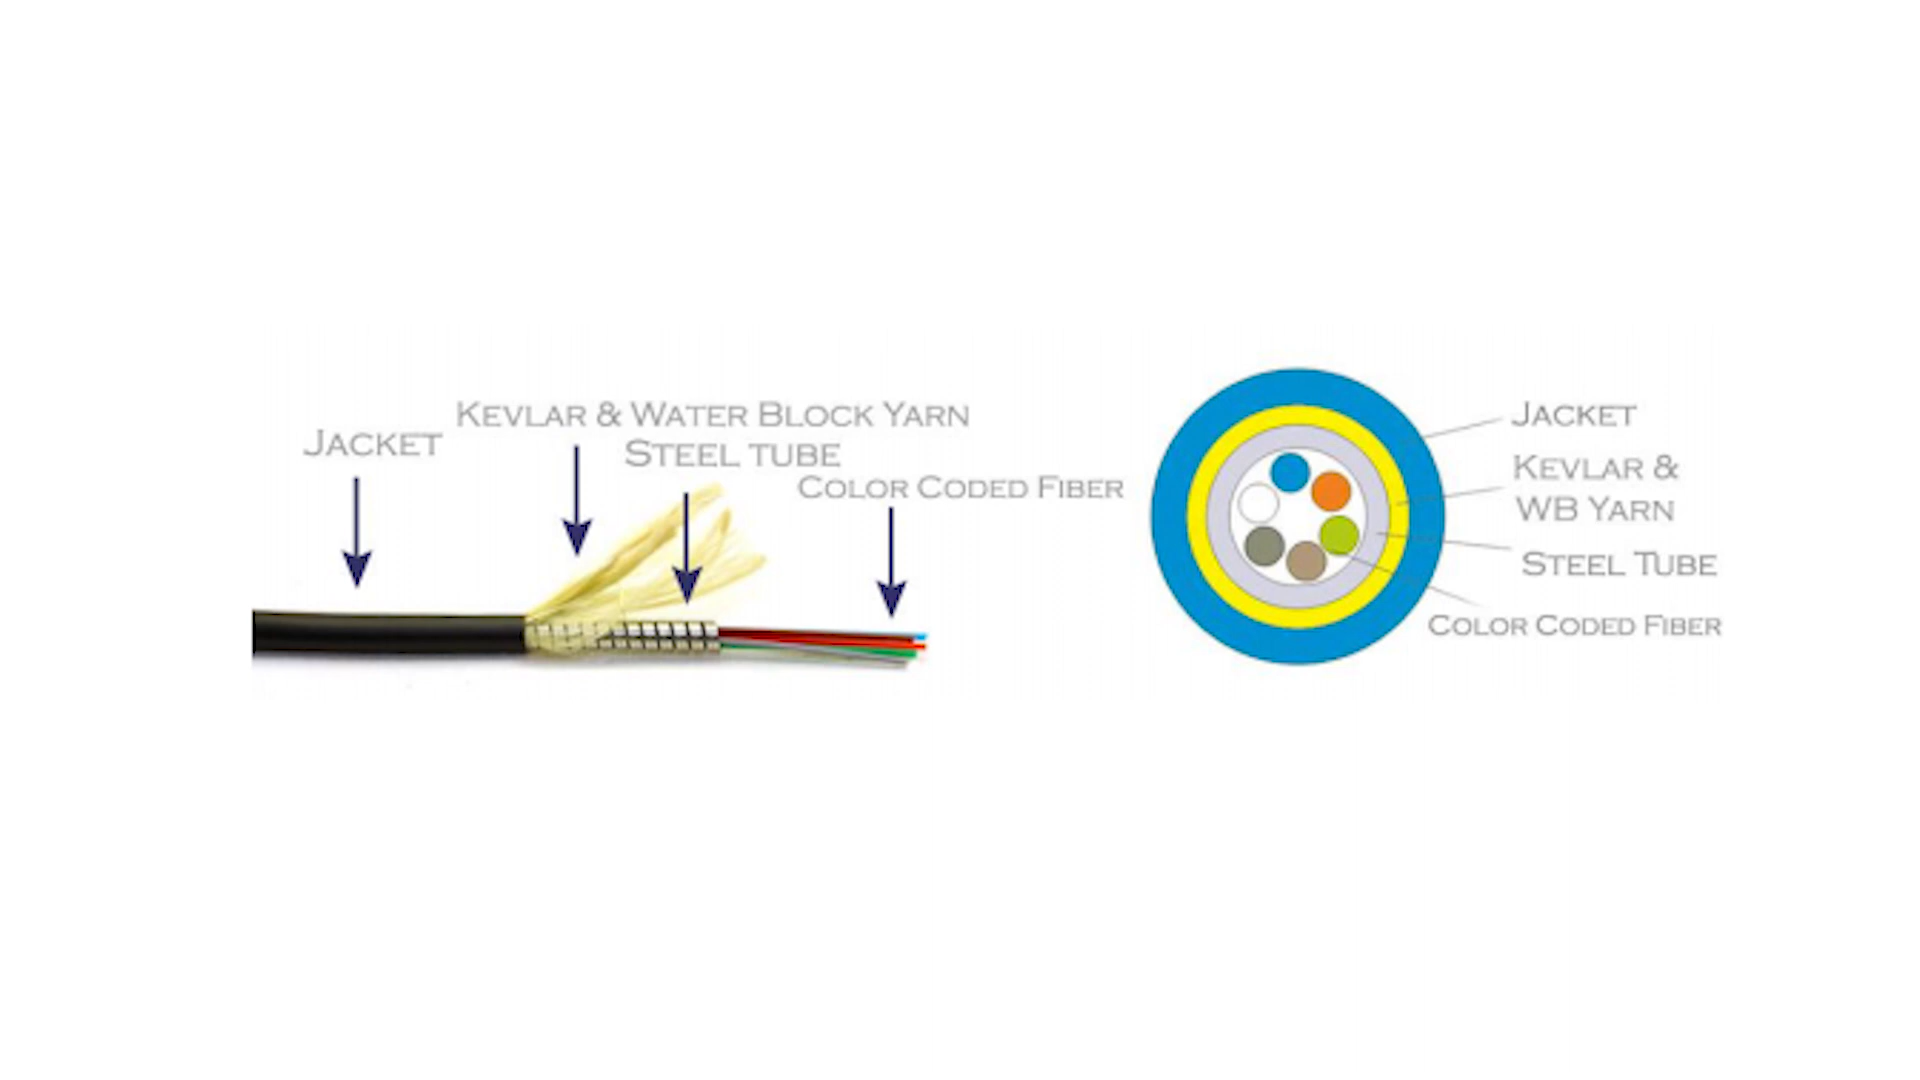 Jacket
Kevlar & Water Block Yarn
Steel tube
Color Coded Fiber
Jacket
Kevlar &
WB Yarn
Steel Tube
Color Coded Fiber